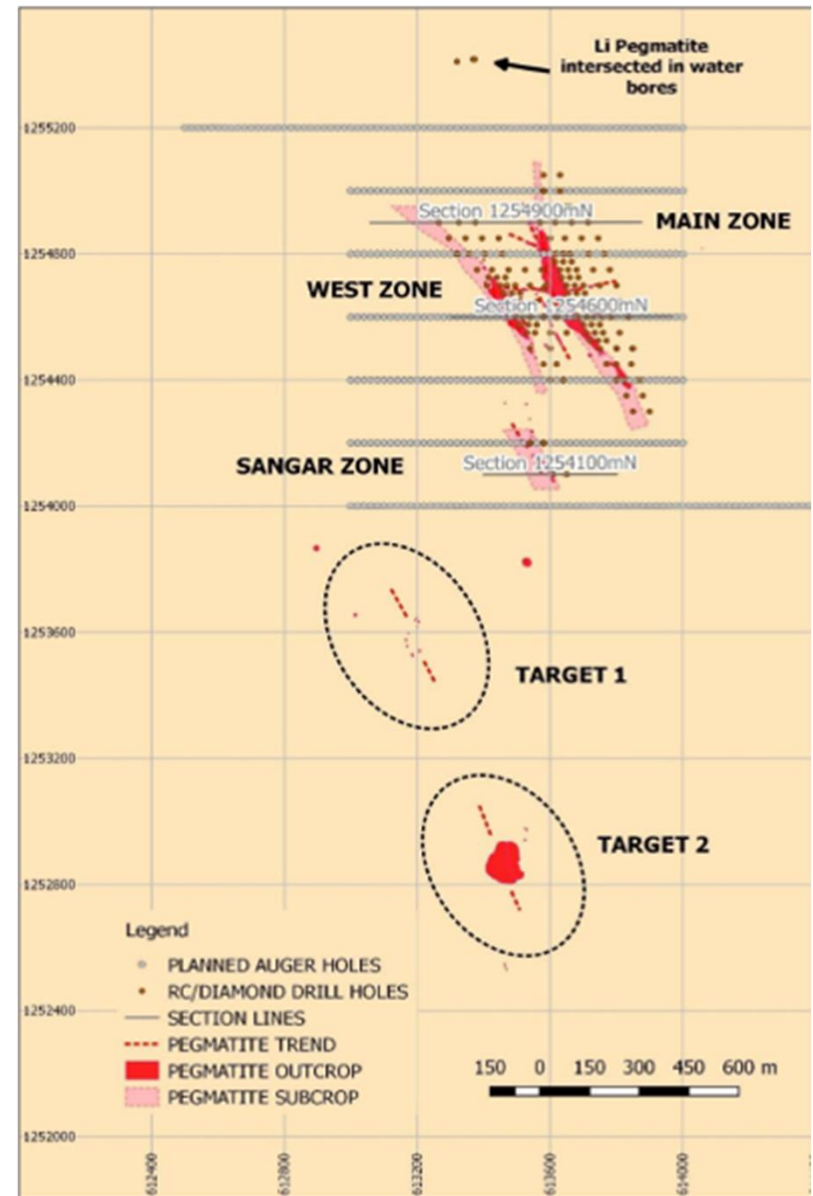 Li Pegmatite
intersected in water
bores
1255200
Section 1254900mN
MAIN ZONE
1254800
WEST ZONE
Section 1254600mN
1254400
SANGAR ZONE
Section 1254100mN
1254000
1253600
TARGET 1
1253200
TARGET 2
1252800
Legend
PLANNED AUGER HOLES
RC/DIAMOND DRILL HOLES
SECTION LINES
PEGMATITE TREND
PEGMATITE OUTCROP
PEGMATITE SUBCROP
1252400
150 0 150 300 450 600 m
1252000
612400
612800
613200
613600
614000